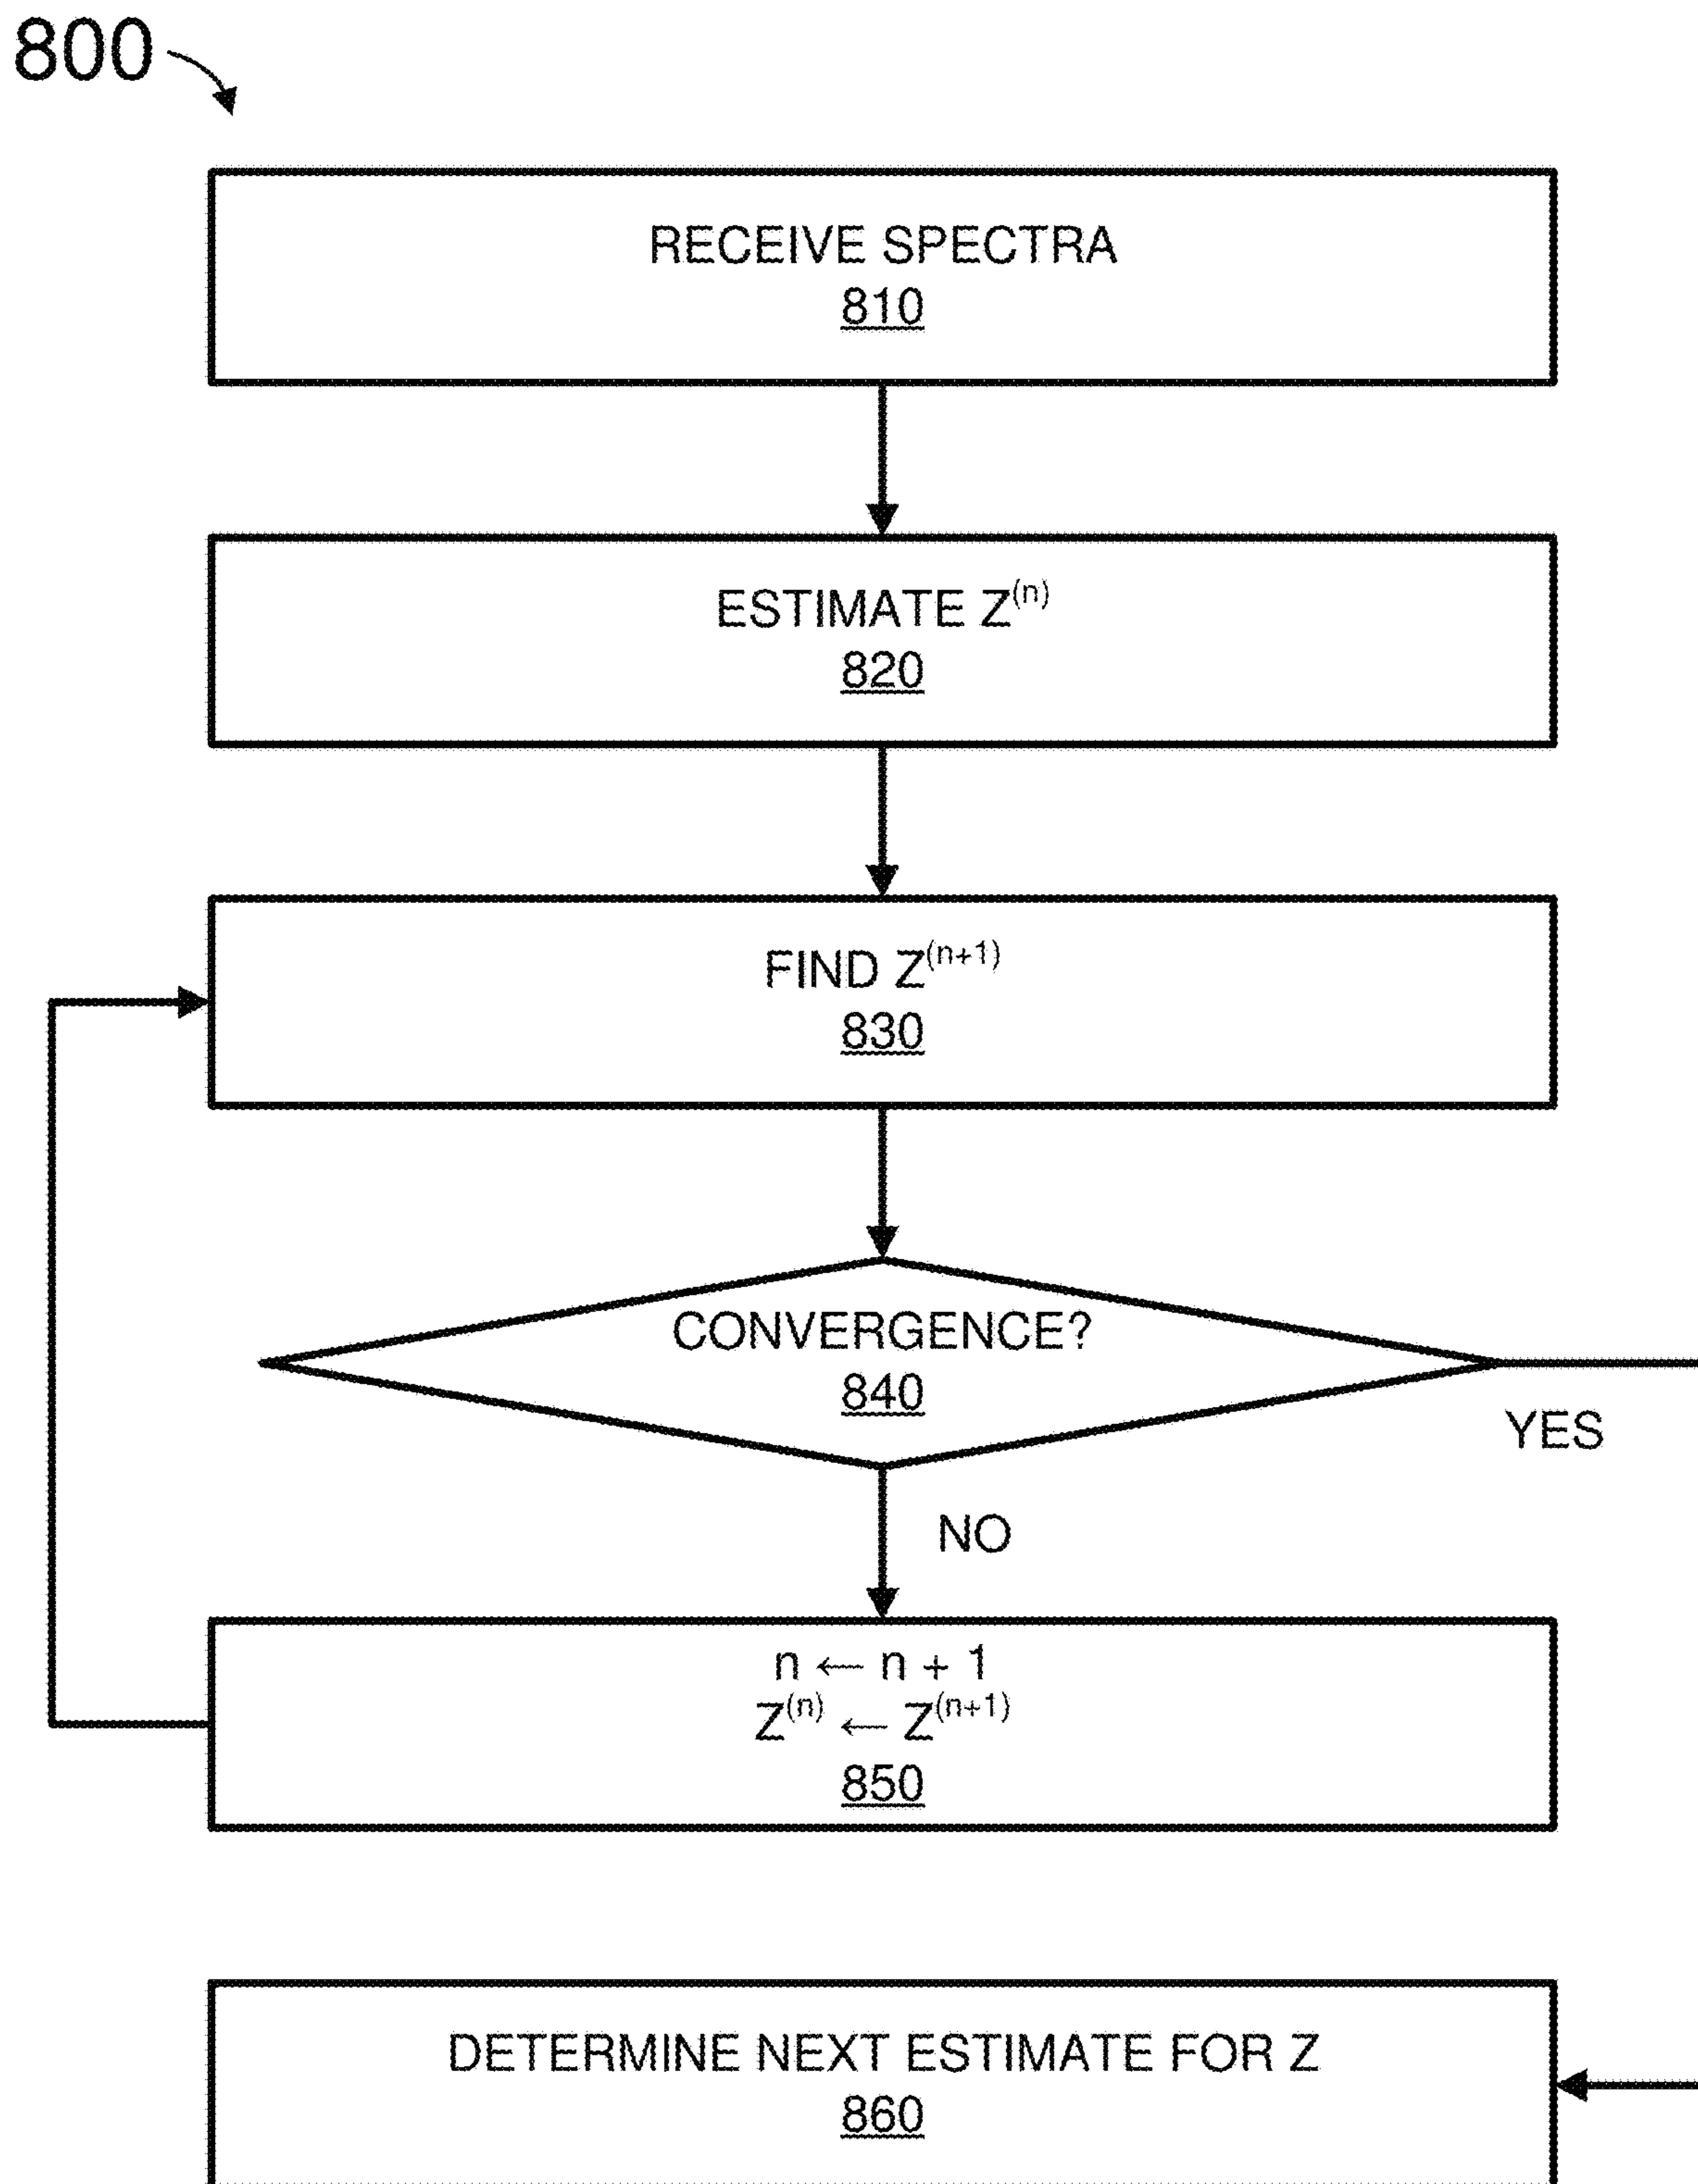 800
RECEIVE SPECTRA
810
ESTIMATE Z⁽ⁿ⁾
820
FIND Z⁽ⁿ⁺¹⁾
830
CONVERGENCE?
840
YES
NO
n ← n + 1
Z⁽ⁿ⁾ ← Z⁽ⁿ⁺¹⁾
850
DETERMINE NEXT ESTIMATE FOR Z
860